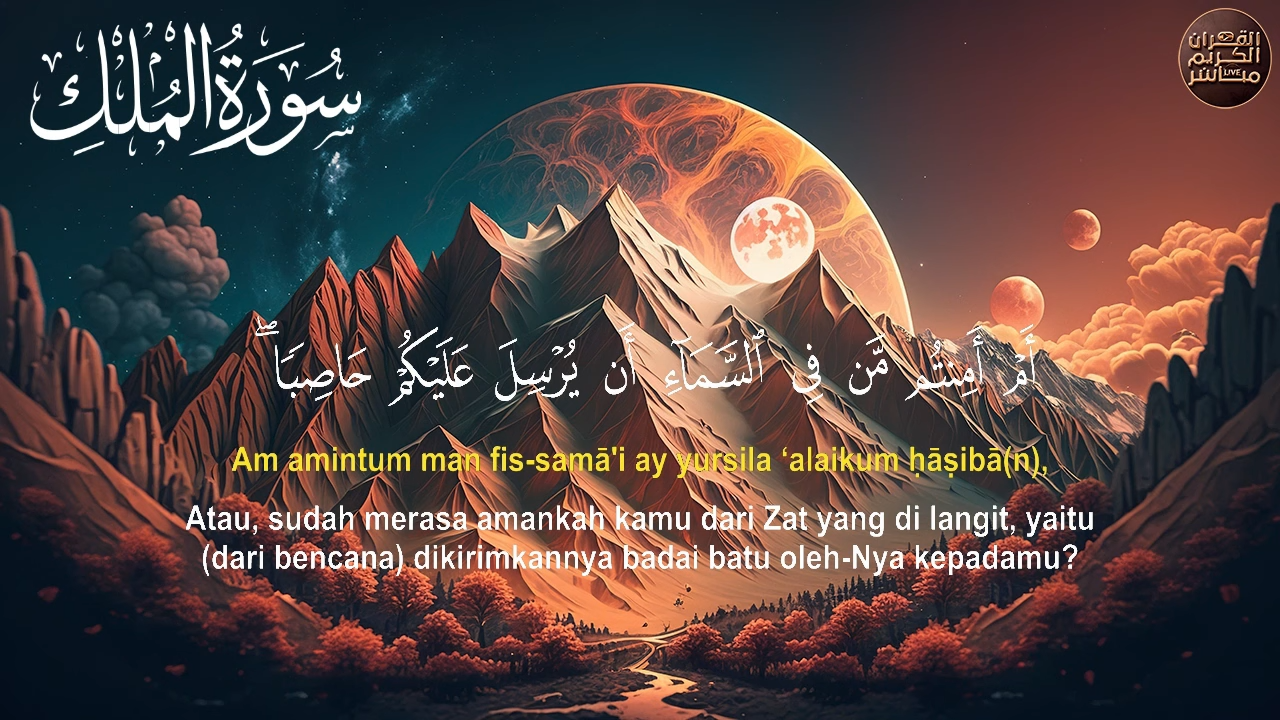 سُورَةُ المُلْكِ
القرآن
الكريم
مباشر
LIVE
أَمْ أَمِنتُم مَّن فِي ٱلسَّمَآءِ أَن يُرْسِلَ عَلَيْكُمْ حَاصِبًا ۖ
Am amintum man fis-samā'i ay yursila ‘alaikum ḥāṣibā(n),
Atau, sudah merasa amankah kamu dari Zat yang di langit, yaitu
(dari bencana) dikirimkannya badai batu oleh-Nya kepadamu?